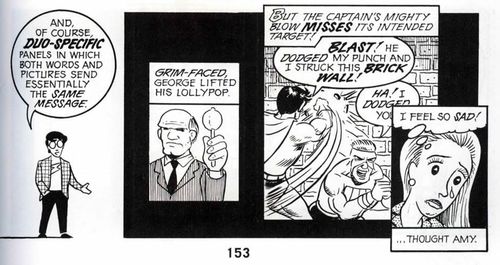 AND,
OF COURSE,
DUO-SPECIFIC
PANELS IN WHICH
BOTH WORDS AND
PICTURES SEND
ESSENTIALLY
THE SAME
MESSAGE.
GRIM-FACED,
GEORGE LIFTED
HIS LOLLYPOP.
BUT THE CAPTAIN'S MIGHTY
BLOW MISSES ITS INTENDED
TARGET!
BLAST! HE
DODGED MY PUNCH AND
I STRUCK THIS BRICK
WALL!
HA! I
DODGED
I FEEL SO SAD!
...THOUGHT AMY.
153